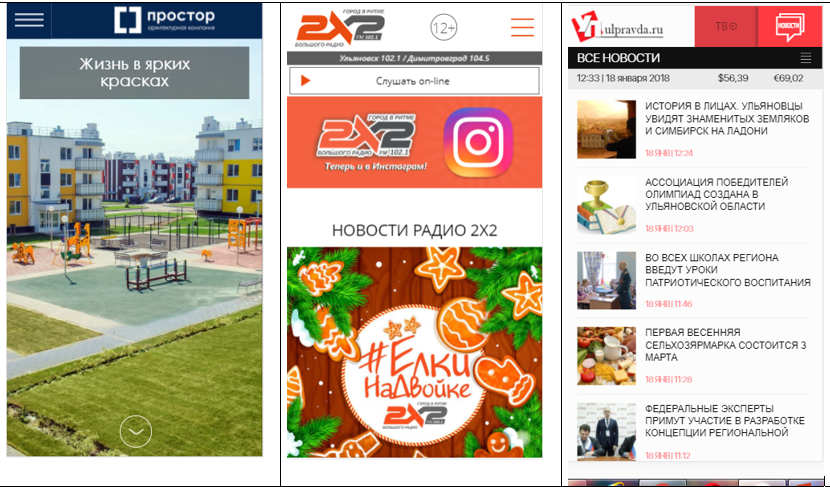 простор
архитектурная компания
Жизнь в ярких
красках
ГОРОД В РИТМЕ
2X2
БОЛЬШОГО РАДИО FM 102.1
12+
Ульяновск 102.1 / Димитровград 104.5
Слушать on-line
ГОРОД В РИТМЕ
2X2
БОЛЬШОГО РАДИО FM 102.1
Теперь и в Инстаграм!
НОВОСТИ РАДИО 2X2
#Ёлки
НаДвойке
ГОРОД В РИТМЕ
2X2
БОЛЬШОГО РАДИО FM 102.1
ulpravda.ru
ТВ
НОВОСТИ
ВСЕ НОВОСТИ
12:33 | 18 января 2018 $56,39 €69,02
ИСТОРИЯ В ЛИЦАХ. УЛЬЯНОВЦЫ
УВИДЯТ ЗНАМЕНИТЫХ ЗЕМЛЯКОВ
И СИМБИРСК НА ЛАДОНИ
18 ЯНВ | 12:24
АССОЦИАЦИЯ ПОБЕДИТЕЛЕЙ
ОЛИМПИАД СОЗДАНА В
УЛЬЯНОВСКОЙ ОБЛАСТИ
18 ЯНВ | 12:03
ВО ВСЕХ ШКОЛАХ РЕГИОНА
ВВЕДУТ УРОКИ
ПАТРИОТИЧЕСКОГО ВОСПИТАНИЯ
18 ЯНВ | 11:46
ПЕРВАЯ ВЕСЕННЯЯ
СЕЛЬХОЗЯРМАРКА СОСТОИТСЯ 3
МАРТА
18 ЯНВ | 11:28
ФЕДЕРАЛЬНЫЕ ЭКСПЕРТЫ
ПРИМУТ УЧАСТИЕ В РАЗРАБОТКЕ
КОНЦЕПЦИИ РЕГИОНАЛЬНОЙ
18 ЯНВ | 11:12